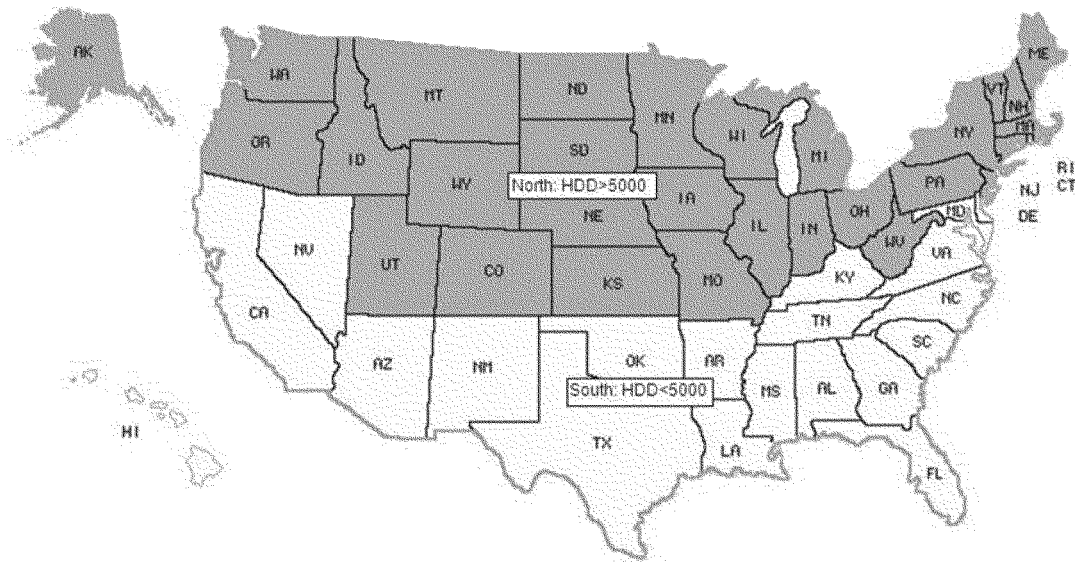 AK
WA
MT
ND
MN
ME
VT
NH
MA
OR
ID
SD
WI
MI
NY
RI
CT
WY
North: HDD>5000
IA
PA
NJ
DE
NE
IL
IN
OH
MD
NV
UT
CO
KS
MO
WV
VA
KY
CA
NC
TN
SC
AZ
NM
OK
AR
South: HDD<5000
MS
AL
GA
HI
TX
LA
FL